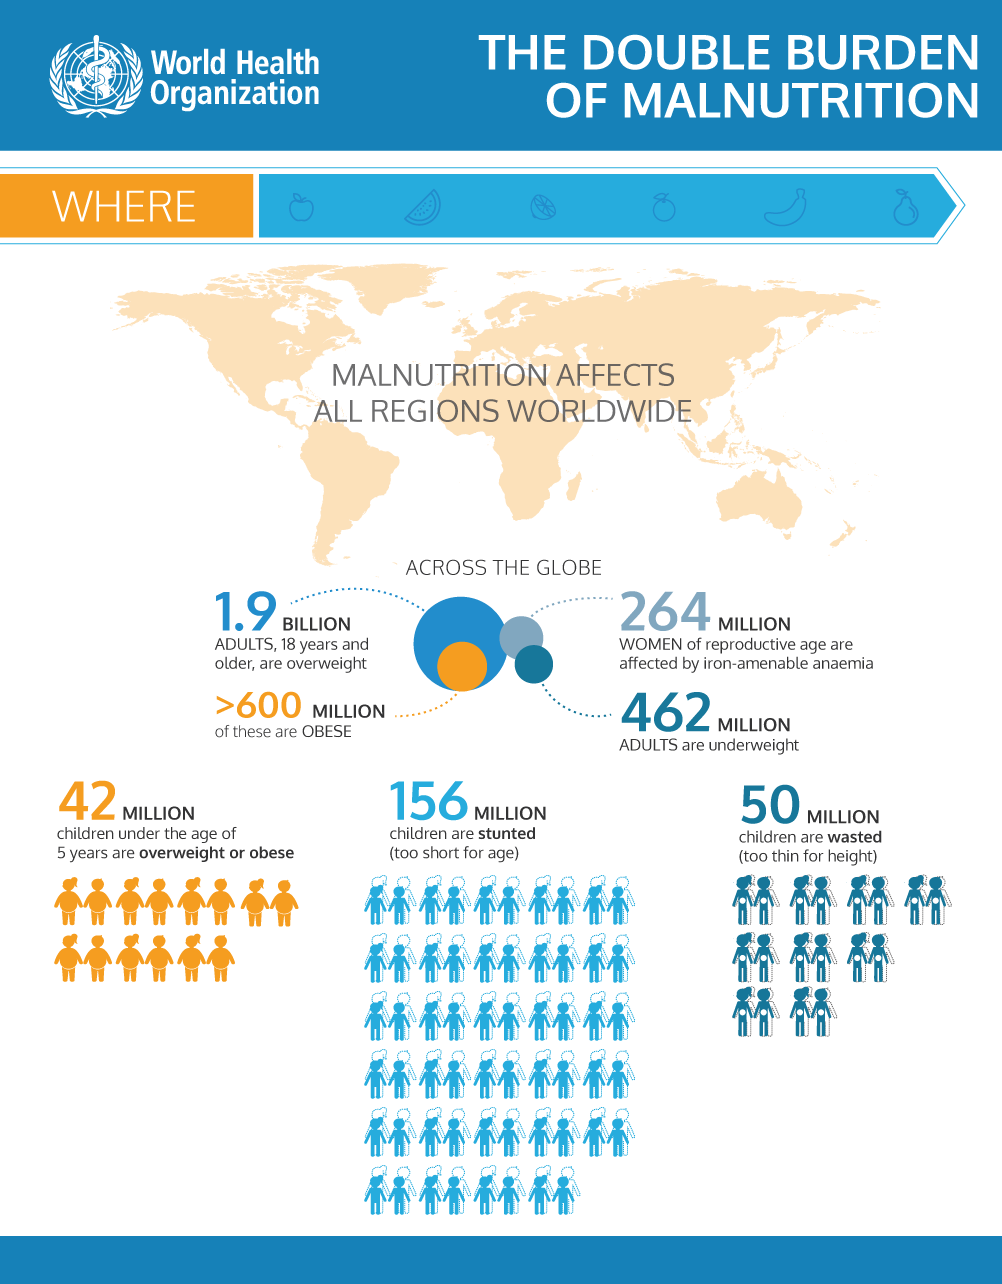 World Health
Organization
THE DOUBLE BURDEN
OF MALNUTRITION
WHERE
MALNUTRITION AFFECTS
ALL REGIONS WORLDWIDE
ACROSS THE GLOBE
1.9 BILLION
ADULTS, 18 years and
older, are overweight
>600 MILLION
of these are OBESE
264 MILLION
WOMEN of reproductive age are
affected by iron-amenable anaemia
462 MILLION
ADULTS are underweight
42 MILLION
children under the age of
5 years are overweight or obese
156 MILLION
children are stunted
(too short for age)
50 MILLION
children are wasted
(too thin for height)